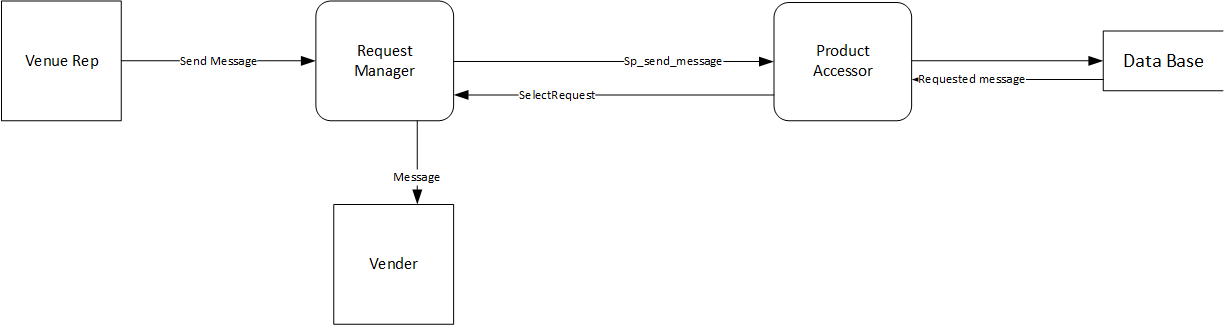 Venue Rep
Send Message
Request
Manager
Sp_send_message
SelectRequest
Product
Accessor
Requested message
Data Base
Message
Vender